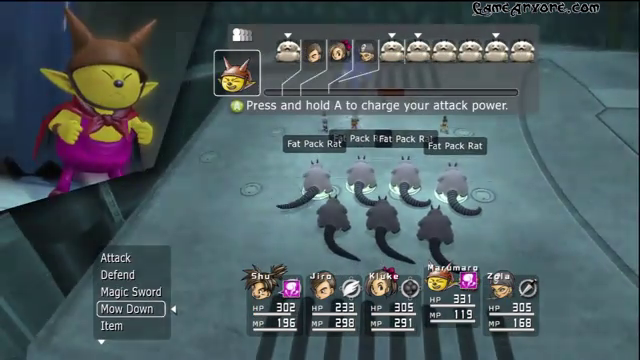 GameAnyone.com
A Press and hold A to charge your attack power.
Fat Pack Rat
Pack R
Fat Pack Rat
Fat Pack Rat
Attack
Defend
Magic Sword
Mow Down
Item
Shu
HP 302
MP 196
Jiro
HP 233
MP 298
Kluke
HP 305
MP 291
Marumaro
HP 331
MP 119
Zola
HP 305
MP 168